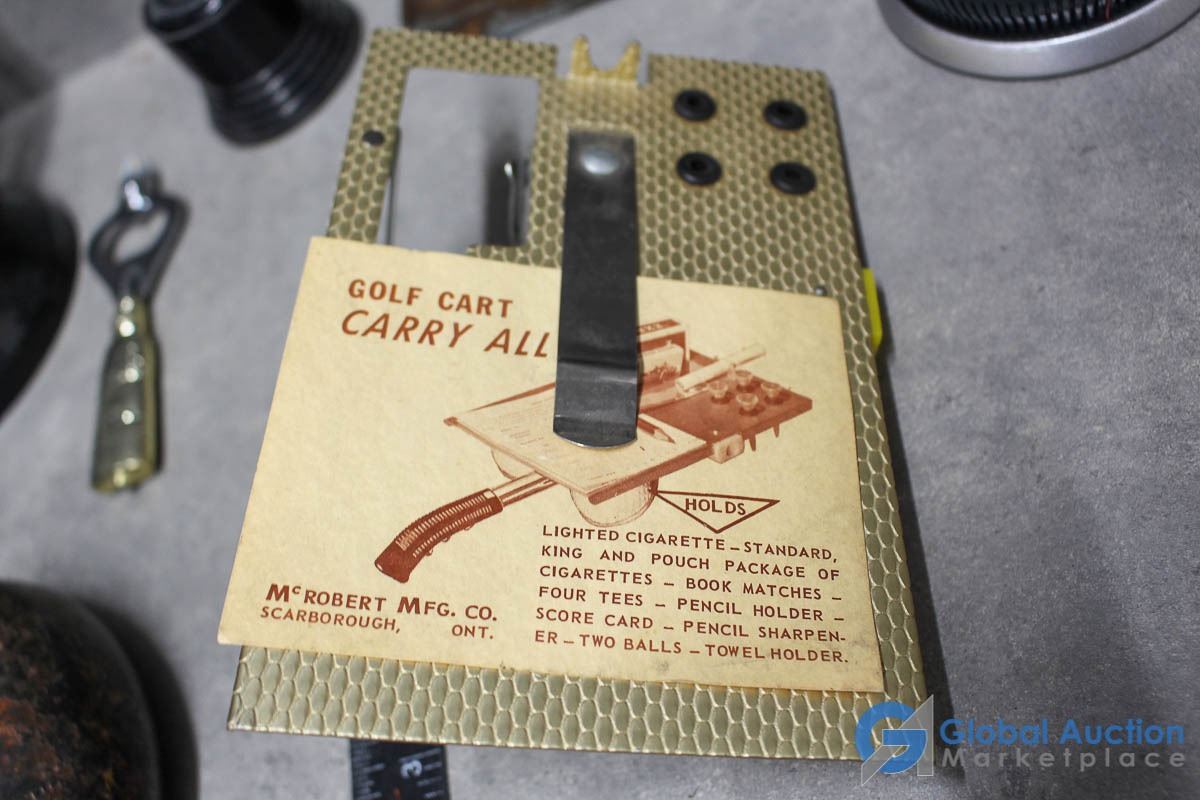 GOLF CART
CARRY ALL
HOLDS
LIGHTED CIGARETTE – STANDARD,
KING AND POUCH PACKAGE OF
CIGARETTES – BOOK MATCHES –
FOUR TEES – PENCIL HOLDER –
SCORE CARD – PENCIL SHARPEN-
ER – TWO BALLS – TOWEL HOLDER.
McROBERT MFG. CO.
SCARBOROUGH, ONT.
3
Global Auction
Marketplace